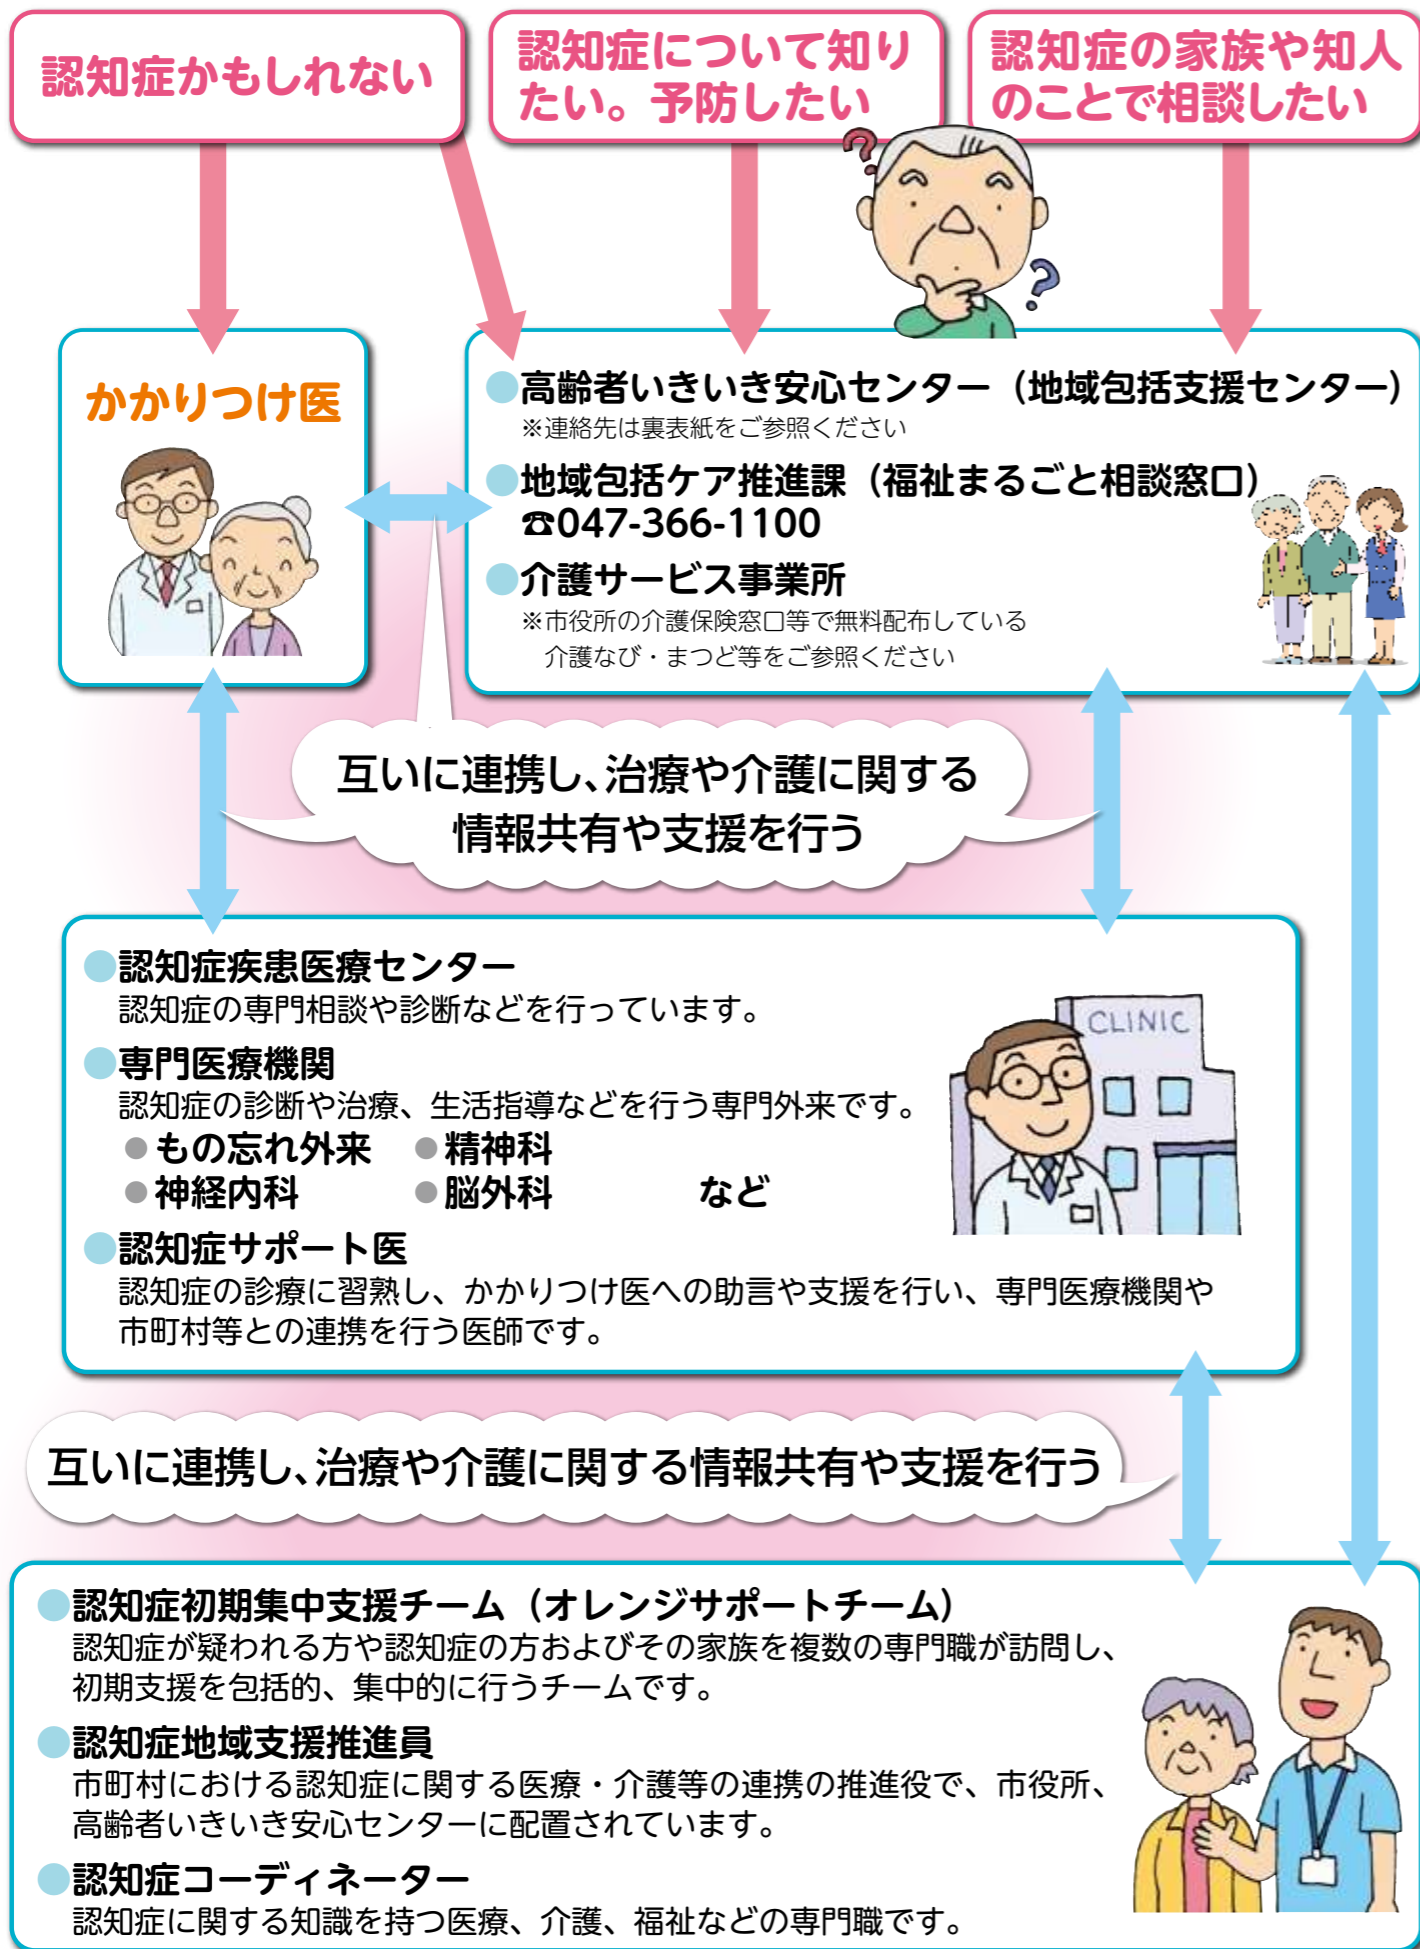 認知症かもしれない
認知症について知り
たい。予防したい
認知症の家族や知人
のことで相談したい
かかりつけ医
●高齢者いきいき安心センター（地域包括支援センター）
※連絡先は裏表紙をご参照ください
●地域包括ケア推進課（福祉まるごと相談窓口）
☎047-366-1100
●介護サービス事業所
※市役所の介護保険窓口等で無料配布している
介護なび・まつど等をご参照ください
互いに連携し、治療や介護に関する
情報共有や支援を行う
●認知症疾患医療センター
認知症の専門相談や診断などを行っています。
●専門医療機関
認知症の診断や治療、生活指導などを行う専門外来です。
●もの忘れ外来 ●精神科
●神経内科 ●脳外科 など
●認知症サポート医
認知症の診療に習熟し、かかりつけ医への助言や支援を行い、専門医療機関や
市町村等との連携を行う医師です。
CLINIC
互いに連携し、治療や介護に関する情報共有や支援を行う
●認知症初期集中支援チーム（オレンジサポートチーム）
認知症が疑われる方や認知症の方およびその家族を複数の専門職が訪問し、
初期支援を包括的、集中的に行うチームです。
●認知症地域支援推進員
市町村における認知症に関する医療・介護等の連携の推進役で、市役所、
高齢者いきいき安心センターに配置されています。
●認知症コーディネーター
認知症に関する知識を持つ医療、介護、福祉などの専門職です。